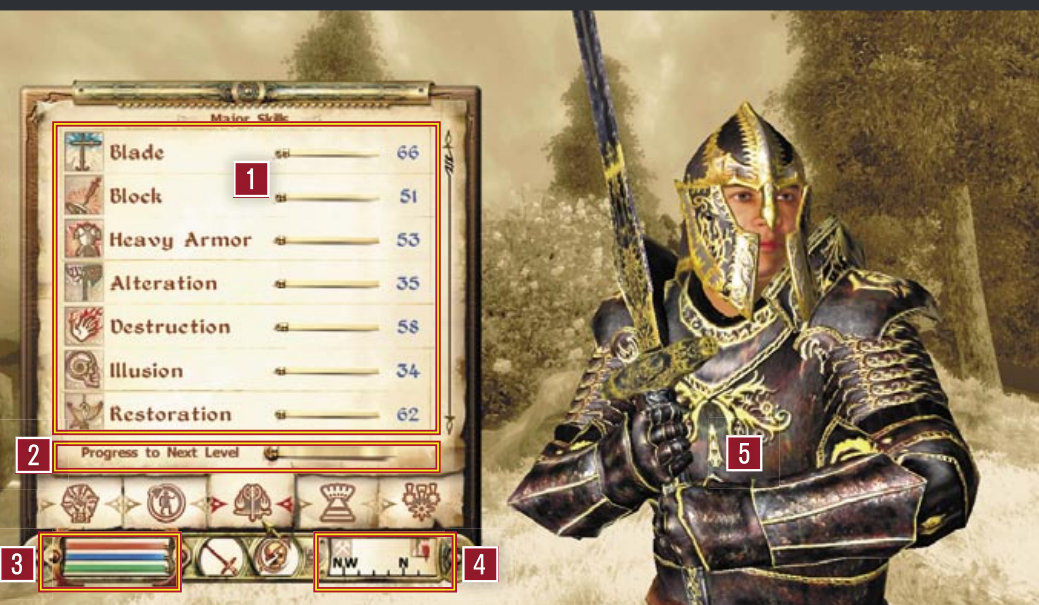 Major Skills
Blade 66
1
Block 51
Heavy Armor 53
Alteration 35
Destruction 58
Illusion 34
Restoration 62
2 Progress to Next Level
5
3
NW N
4